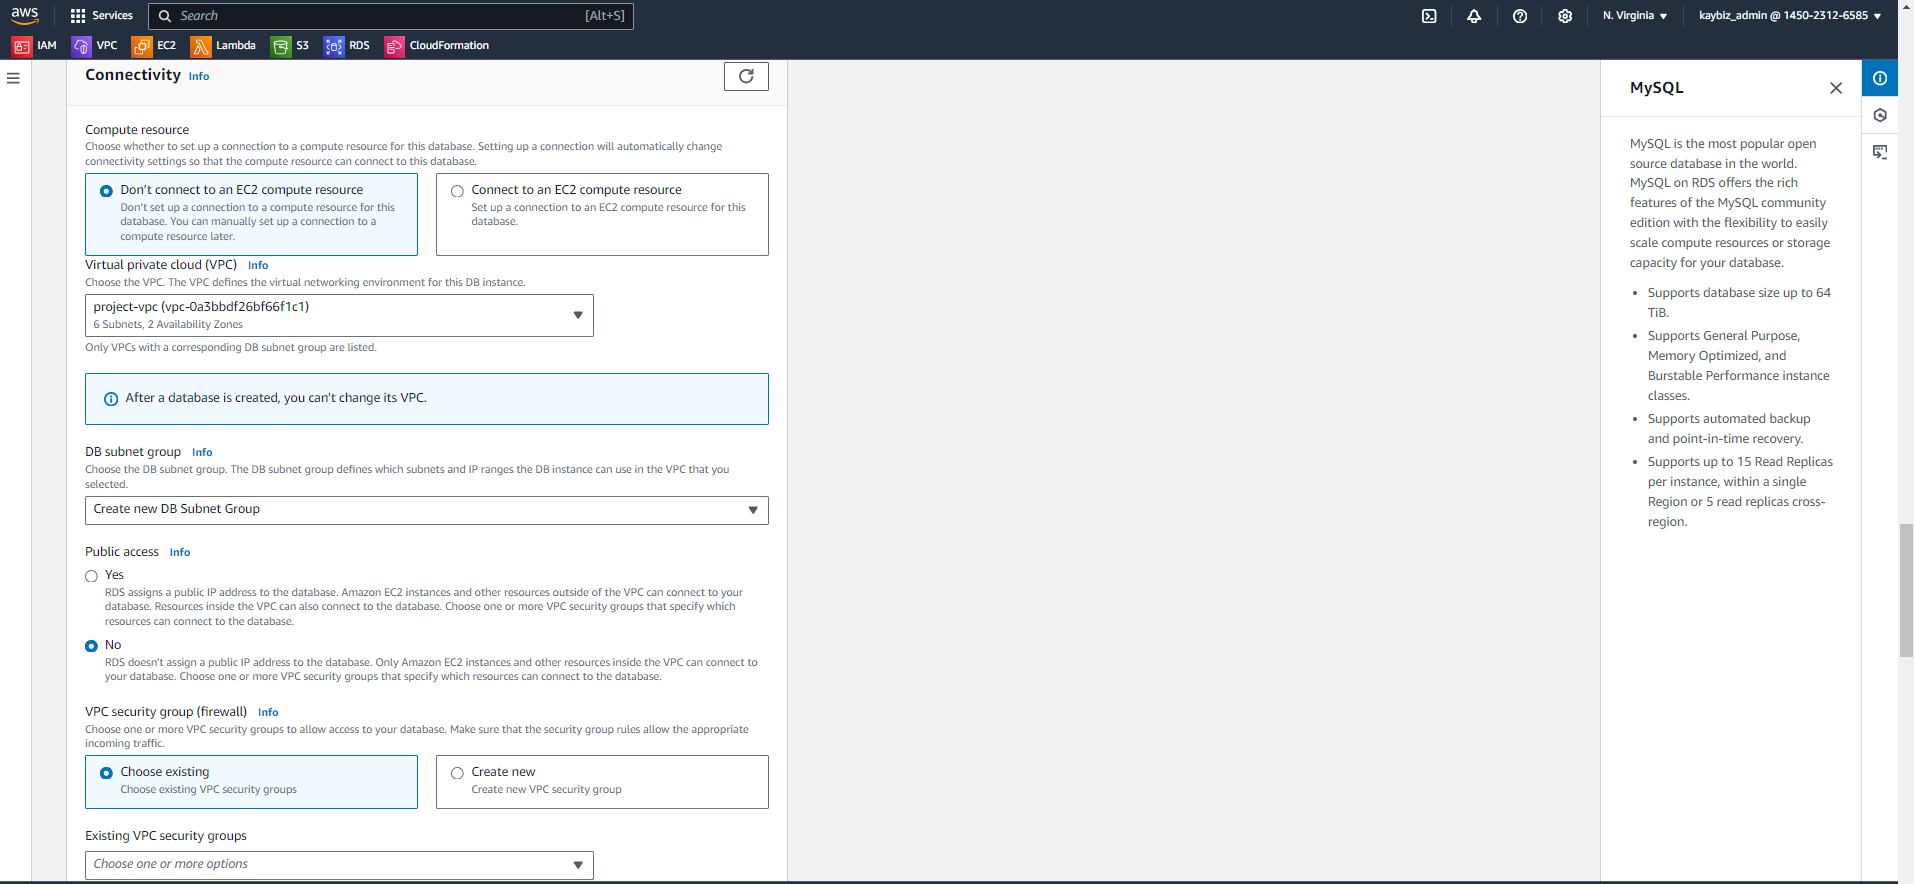 aws
Services
Search
[Alt+S]
N. Virginia
kaybiz_admin @ 1450-2312-6585
IAM
VPC
EC2
Lambda
S3
RDS
CloudFormation
Connectivity Info
Compute resource
Choose whether to set up a connection to a compute resource for this database. Setting up a connection will automatically change
connectivity settings so that the compute resource can connect to this database.
Don't connect to an EC2 compute resource
Don't set up a connection to a compute resource for this
database. You can manually set up a connection to a
compute resource later.
Connect to an EC2 compute resource
Set up a connection to an EC2 compute resource for this
database.
Virtual private cloud (VPC) Info
Choose the VPC. The VPC defines the virtual networking environment for this DB instance.
project-vpc (vpc-0a3bbdf26bf66f1c1)
6 Subnets, 2 Availability Zones
Only VPCs with a corresponding DB subnet group are listed.
After a database is created, you can't change its VPC.
DB subnet group Info
Choose the DB subnet group. The DB subnet group defines which subnets and IP ranges the DB instance can use in the VPC that you
selected.
Create new DB Subnet Group
Public access Info
Yes
RDS assigns a public IP address to the database. Amazon EC2 instances and other resources outside of the VPC can connect to your
database. Resources inside the VPC can also connect to the database. Choose one or more VPC security groups that specify which
resources can connect to the database.
No
RDS doesn't assign a public IP address to the database. Only Amazon EC2 instances and other resources inside the VPC can connect to
your database. Choose one or more VPC security groups that specify which resources can connect to the database.
VPC security group (firewall) Info
Choose one or more VPC security groups to allow access to your database. Make sure that the security group rules allow the appropriate
incoming traffic.
Choose existing
Choose existing VPC security groups
Create new
Create new VPC security group
Existing VPC security groups
Choose one or more options
MySQL
MySQL is the most popular open
source database in the world.
MySQL on RDS offers the rich
features of the MySQL community
edition with the flexibility to easily
scale compute resources or storage
capacity for your database.
• Supports database size up to 64
TiB.
• Supports General Purpose,
Memory Optimized, and
Burstable Performance instance
classes.
• Supports automated backup
and point-in-time recovery.
• Supports up to 15 Read Replicas
per instance, within a single
Region or 5 read replicas cross-
region.